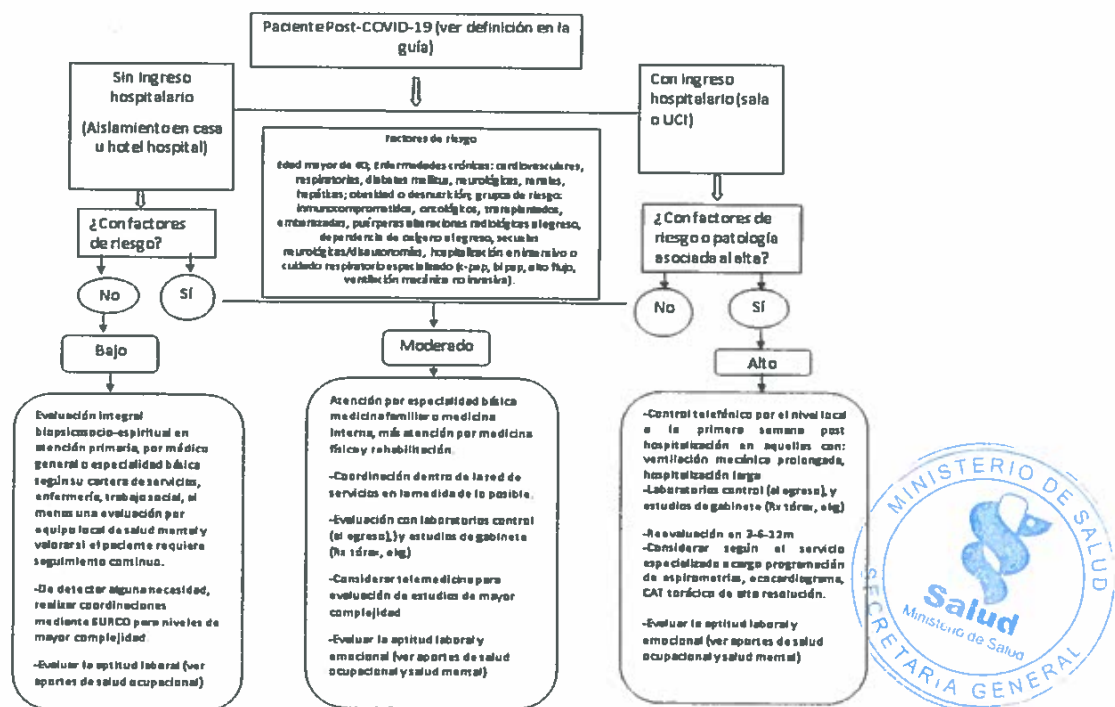 Paciente Post-COVID-19 (ver definición en la
guía)
Sin Ingreso
hospitalario
(Aislamiento en casa
u hotel hospital)
Con ingreso
hospitalario (sala
o UCI)
Factores de riesgo
Edad mayor de 60; Enfermedades crónicas: cardiovasculares,
respiratorias, diabetes mellitus, neurológicas, renales,
hepáticas; obesidad o desnutrición; grupos de riesgo:
inmunocomprometidos, oncológicos, transplantados,
embarazadas, puérperas alteraciones radiológicas al egreso,
dependencia de oxígeno al egreso, secuelas
neurológicas/disautonomías, hospitalización en intensivo o
cuidado respiratorio especializado (c-pap, bi pap, alto flujo,
ventilación mecánica no invasiva).
¿Con factores
de riesgo?
¿Con factores de
riesgo o patología
asociada al alta?
No
Sí
No
Sí
Bajo
Moderado
Alto
Evaluación integral
biopsicosocio-espiritual en
atención primaria, por médico
general o especialidad básica
según su cartera de servicios,
enfermería, trabajo social, al
menos una evaluación por
equipo local de salud mental y
valorar si el paciente requiere
seguimiento continuo.
-De detectar alguna necesidad,
realizar coordinaciones
mediante SURCO para niveles de
mayor complejidad.
-Evaluar la aptitud laboral (ver
aportes de salud ocupacional)
Atención por especialidad básica
medicina familiar o medicina
Interna, más atención por medicina
física y rehabilitación.
-Coordinación dentro de la red de
servicios en la medida de lo posible.
-Evaluación con laboratorios control
(al egreso),)y estudios de gabinete
(Rx tórax, ekg)
-Considerar telemedicina para
evaluación de estudios de mayor
complejidad
-Evaluar la aptitud laboral y
emocional (ver aportes de salud
ocupacional y salud mental)
-Control telefónico por el nivel local
a la primera semana post
hospitalización en aquellas con:
ventilación mecánica prolongada,
hospitalización larga
-Laboratorios control (al egreso), y
estudios de gabinete (Rx tórax, ekg)
-Reevaluación en 3-6-12m
-Considerar según el servicio
especializado a cargo programación
de espirometrías, ecocardiograma,
CAT torácico de alta resolución.
-Evaluar la aptitud laboral y
emocional (ver aportes de salud
ocupacional y salud mental)
MINISTERIO DE SALUD
Salud
Ministerio de Salud
SECRETARIA GENERAL